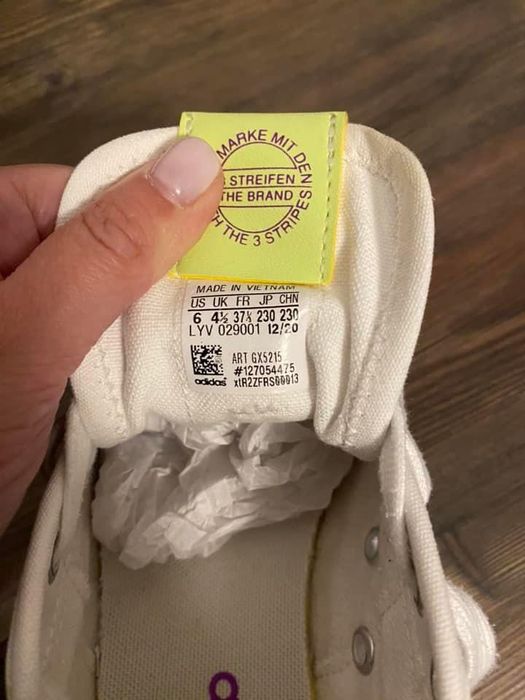 MARKE MIT DEN
STREIFEN
THE BRAND
THE 3 STRIPES
MADE IN VIETNAM
US UK FR JP CHN
6 4½ 37⅓ 230 230
LYV 029001 12/20
ART GX5215
#127054475
xtR2ZFRS00013
adidas